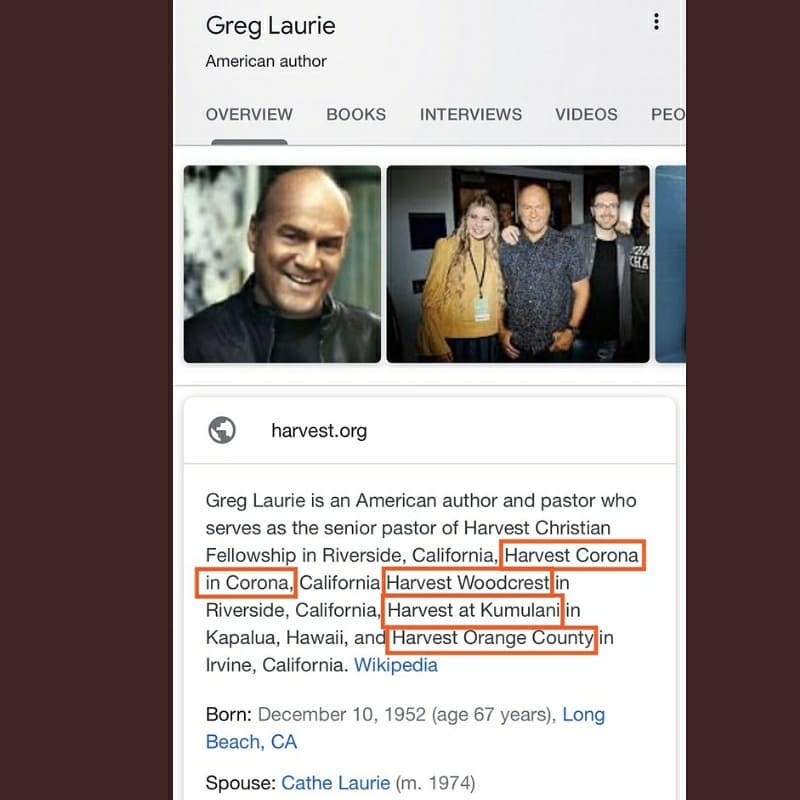 Greg Laurie
American author
OVERVIEW BOOKS INTERVIEWS VIDEOS PEO
harvest.org
Greg Laurie is an American author and pastor who
serves as the senior pastor of Harvest Christian
Fellowship in Riverside, California, Harvest Corona
in Corona, California Harvest Woodcrest in
Riverside, California, Harvest at Kumulani in
Kapalua, Hawaii, and Harvest Orange County in
Irvine, California. Wikipedia
Born: December 10, 1952 (age 67 years), Long
Beach, CA
Spouse: Cathe Laurie (m. 1974)